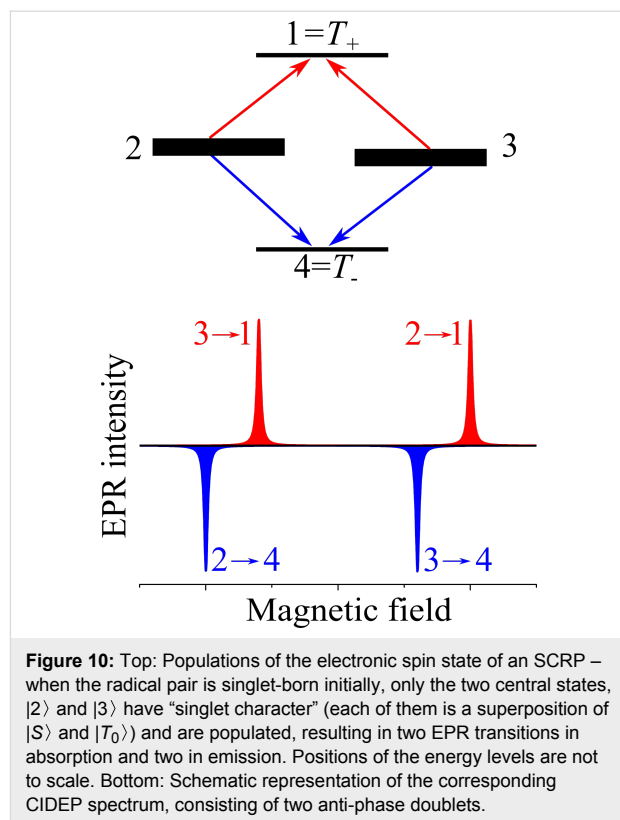 1=T₊
2
3
4=T₋
3→1
2→1
EPR intensity
2→4
3→4
Magnetic field
Figure 10: Top: Populations of the electronic spin state of an SCRP –
when the radical pair is singlet-born initially, only the two central states,
|2⟩ and |3⟩ have “singlet character” (each of them is a superposition of
|S⟩ and |T₀⟩) and are populated, resulting in two EPR transitions in
absorption and two in emission. Positions of the energy levels are not
to scale. Bottom: Schematic representation of the corresponding
CIDEP spectrum, consisting of two anti-phase doublets.